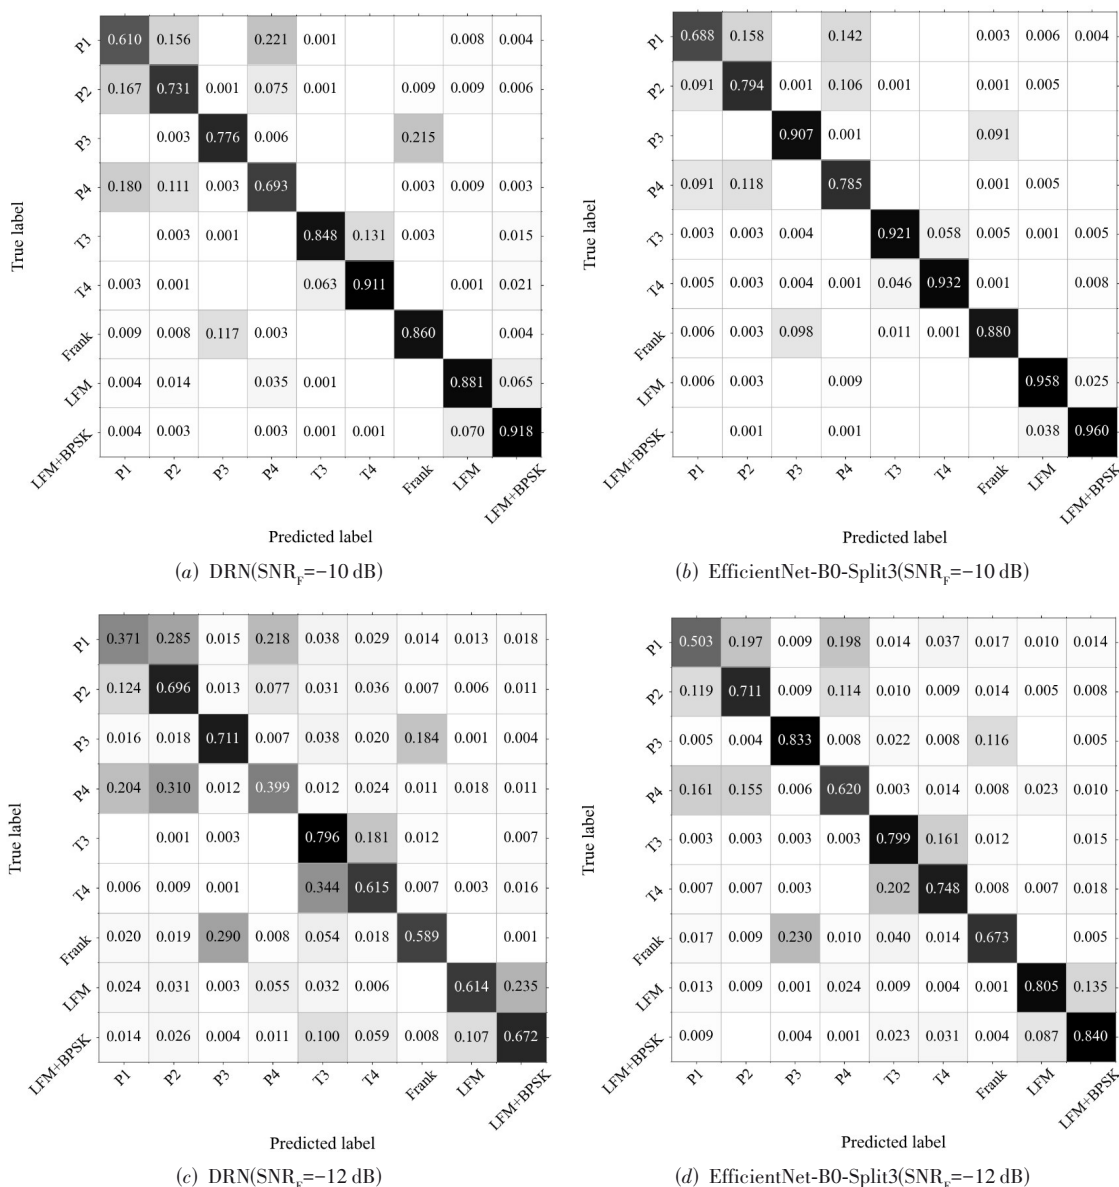 P1 0.610 0.156 0.221 0.001 0.008 0.004
P2 0.167 0.731 0.001 0.075 0.001 0.009 0.009 0.006
P3 0.003 0.776 0.006 0.215
P4 0.180 0.111 0.003 0.693 0.003 0.009 0.003
T3 0.003 0.001 0.848 0.131 0.003 0.015
T4 0.003 0.001 0.063 0.911 0.001 0.021
Frank 0.009 0.008 0.117 0.003 0.860 0.004
LFM 0.004 0.014 0.035 0.001 0.881 0.065
LFM+BPSK 0.004 0.003 0.003 0.001 0.001 0.070 0.918
P1 P2 P3 P4 T3 T4 Frank LFM LFM+BPSK
True label
Predicted label
(a) DRN(SNR_F=−10 dB)
P1 0.688 0.158 0.142 0.003 0.006 0.004
P2 0.091 0.794 0.001 0.106 0.001 0.001 0.005
P3 0.907 0.001 0.091
P4 0.091 0.118 0.785 0.001 0.005
T3 0.003 0.003 0.004 0.921 0.058 0.005 0.001 0.005
T4 0.005 0.003 0.004 0.001 0.046 0.932 0.001 0.008
Frank 0.006 0.003 0.098 0.011 0.001 0.880
LFM 0.006 0.003 0.009 0.958 0.025
LFM+BPSK 0.001 0.001 0.038 0.960
P1 P2 P3 P4 T3 T4 Frank LFM LFM+BPSK
True label
Predicted label
(b) EfficientNet-B0-Split3(SNR_F=−10 dB)
P1 0.371 0.285 0.015 0.218 0.038 0.029 0.014 0.013 0.018
P2 0.124 0.696 0.013 0.077 0.031 0.036 0.007 0.006 0.011
P3 0.016 0.018 0.711 0.007 0.038 0.020 0.184 0.001 0.004
P4 0.204 0.310 0.012 0.399 0.012 0.024 0.011 0.018 0.011
T3 0.001 0.003 0.796 0.181 0.012 0.007
T4 0.006 0.009 0.001 0.344 0.615 0.007 0.003 0.016
Frank 0.020 0.019 0.290 0.008 0.054 0.018 0.589 0.001
LFM 0.024 0.031 0.003 0.055 0.032 0.006 0.614 0.235
LFM+BPSK 0.014 0.026 0.004 0.011 0.100 0.059 0.008 0.107 0.672
P1 P2 P3 P4 T3 T4 Frank LFM LFM+BPSK
True label
Predicted label
(c) DRN(SNR_F=−12 dB)
P1 0.503 0.197 0.009 0.198 0.014 0.037 0.017 0.010 0.014
P2 0.119 0.711 0.009 0.114 0.010 0.009 0.014 0.005 0.008
P3 0.005 0.004 0.833 0.008 0.022 0.008 0.116 0.005
P4 0.161 0.155 0.006 0.620 0.003 0.014 0.008 0.023 0.010
T3 0.003 0.003 0.003 0.003 0.799 0.161 0.012 0.015
T4 0.007 0.007 0.003 0.202 0.748 0.008 0.007 0.018
Frank 0.017 0.009 0.230 0.010 0.040 0.014 0.673 0.005
LFM 0.013 0.009 0.001 0.024 0.009 0.004 0.001 0.805 0.135
LFM+BPSK 0.009 0.004 0.001 0.023 0.031 0.004 0.087 0.840
P1 P2 P3 P4 T3 T4 Frank LFM LFM+BPSK
True label
Predicted label
(d) EfficientNet-B0-Split3(SNR_F=−12 dB)